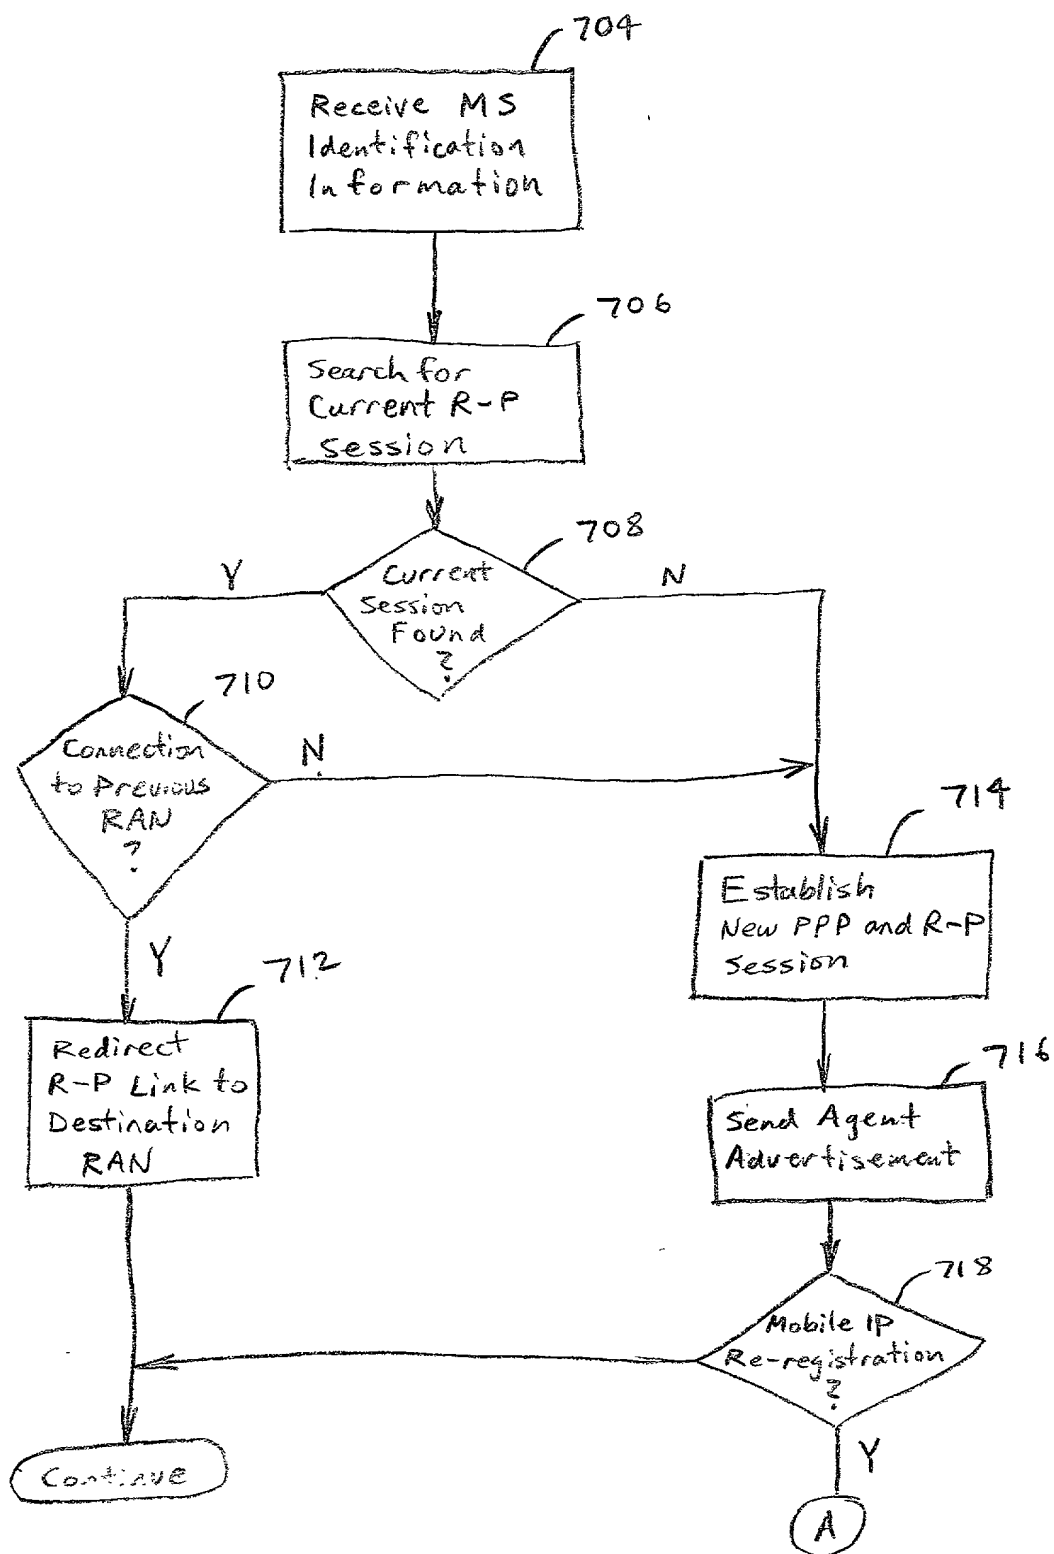 704
Receive MS
Identification
Information
706
Search for
Current R-P
Session
708
Current
Session
Found
?
Y
N
710
Connection
to Previous
RAN
?
N
Y
714
Establish
New PPP and R-P
Session
712
Redirect
R-P Link to
Destination
RAN
716
Send Agent
Advertisement
718
Mobile IP
Re-registration
?
Y
Continue
A